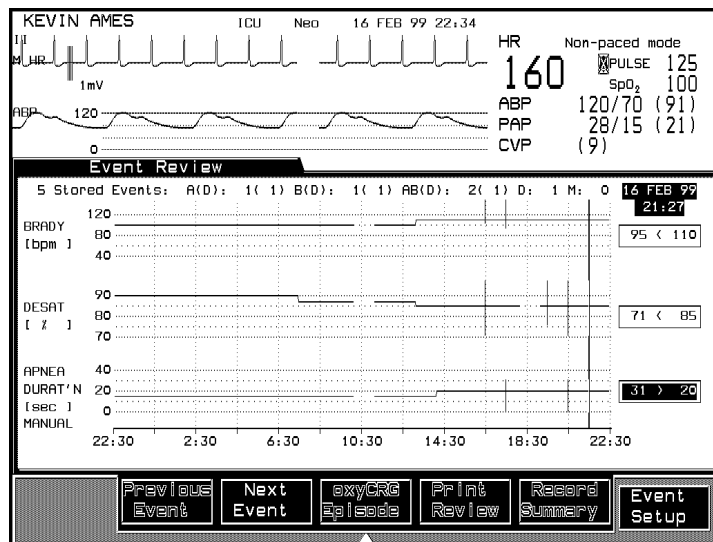 KEVIN AMES ICU Neo 16 FEB 99 22:34
II
M HR
1mV
HR Non-paced mode
160 PULSE 125
SpO2 100
ABP 120/70 (91)
PAP 28/15 (21)
CVP (9)
ABP 120
0
Event Review
5 Stored Events: A(D): 1( 1) B(D): 1( 1) AB(D): 2( 1) D: 1 M: 0 16 FEB 99
21:27
BRADY
[bpm ]
120
80
40
95 < 110
DESAT
[ % ]
90
80
70
71 < 85
APNEA
DURAT'N
[sec ]
40
20
0
31 > 20
MANUAL
22:30 2:30 6:30 10:30 14:30 18:30 22:30
Previous Event
Next Event
oxyCRG Episode
Print Review
Record Summary
Event Setup